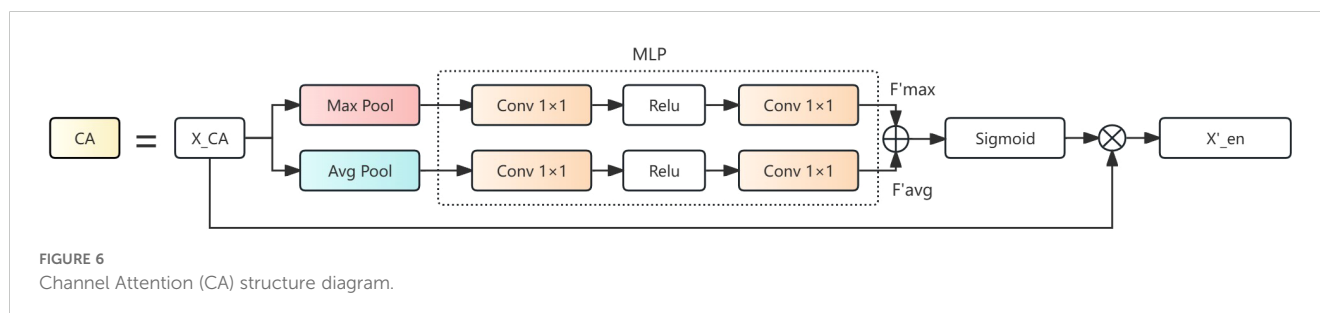 MLP
F'max
Max Pool
Conv 1×1
Relu
Conv 1×1
CA
=
X_CA
Sigmoid
X'_en
Avg Pool
Conv 1×1
Relu
Conv 1×1
F'avg
FIGURE 6
Channel Attention (CA) structure diagram.